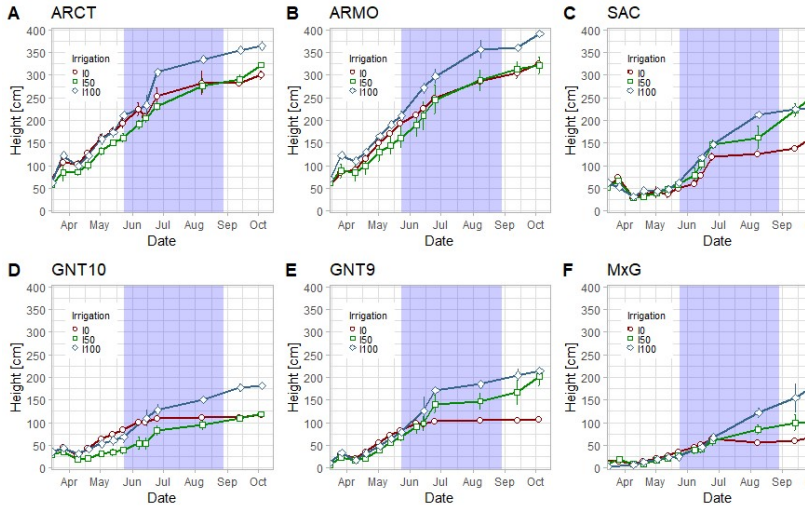 A ARCT
B ARMO
C SAC
Height [cm]
400
350
300
250
200
150
100
50
0
Irrigation
I0
I50
I100
Apr May Jun Jul Aug Sep Oct
Date
Height [cm]
400
350
300
250
200
150
100
50
0
Irrigation
I0
I50
I100
Apr May Jun Jul Aug Sep Oct
Date
Height [cm]
400
350
300
250
200
150
100
50
0
Irrigation
I0
I50
I100
Apr May Jun Jul Aug Sep
Date
D GNT10
E GNT9
F MxG
Height [cm]
400
350
300
250
200
150
100
50
0
Irrigation
I0
I50
I100
Apr May Jun Jul Aug Sep Oct
Date
Height [cm]
400
350
300
250
200
150
100
50
0
Irrigation
I0
I50
I100
Apr May Jun Jul Aug Sep Oct
Date
Height [cm]
400
350
300
250
200
150
100
50
0
Irrigation
I0
I50
I100
Apr May Jun Jul Aug Sep
Date